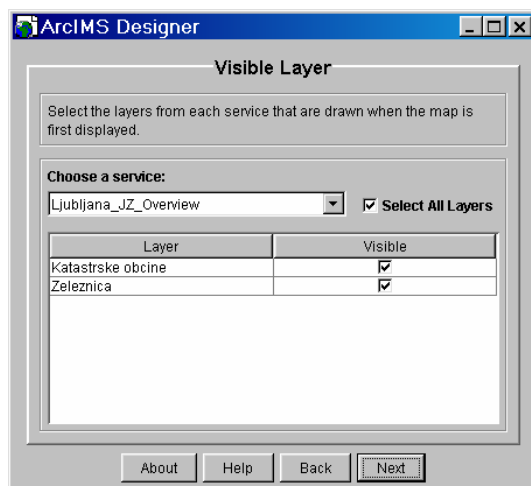 ArcIMS Designer
Visible Layer
Select the layers from each service that are drawn when the map is
first displayed.
Choose a service:
Ljubljana_JZ_Overview
Select All Layers
Layer Visible
Katastrske obcine
Zeleznica
About Help Back Next